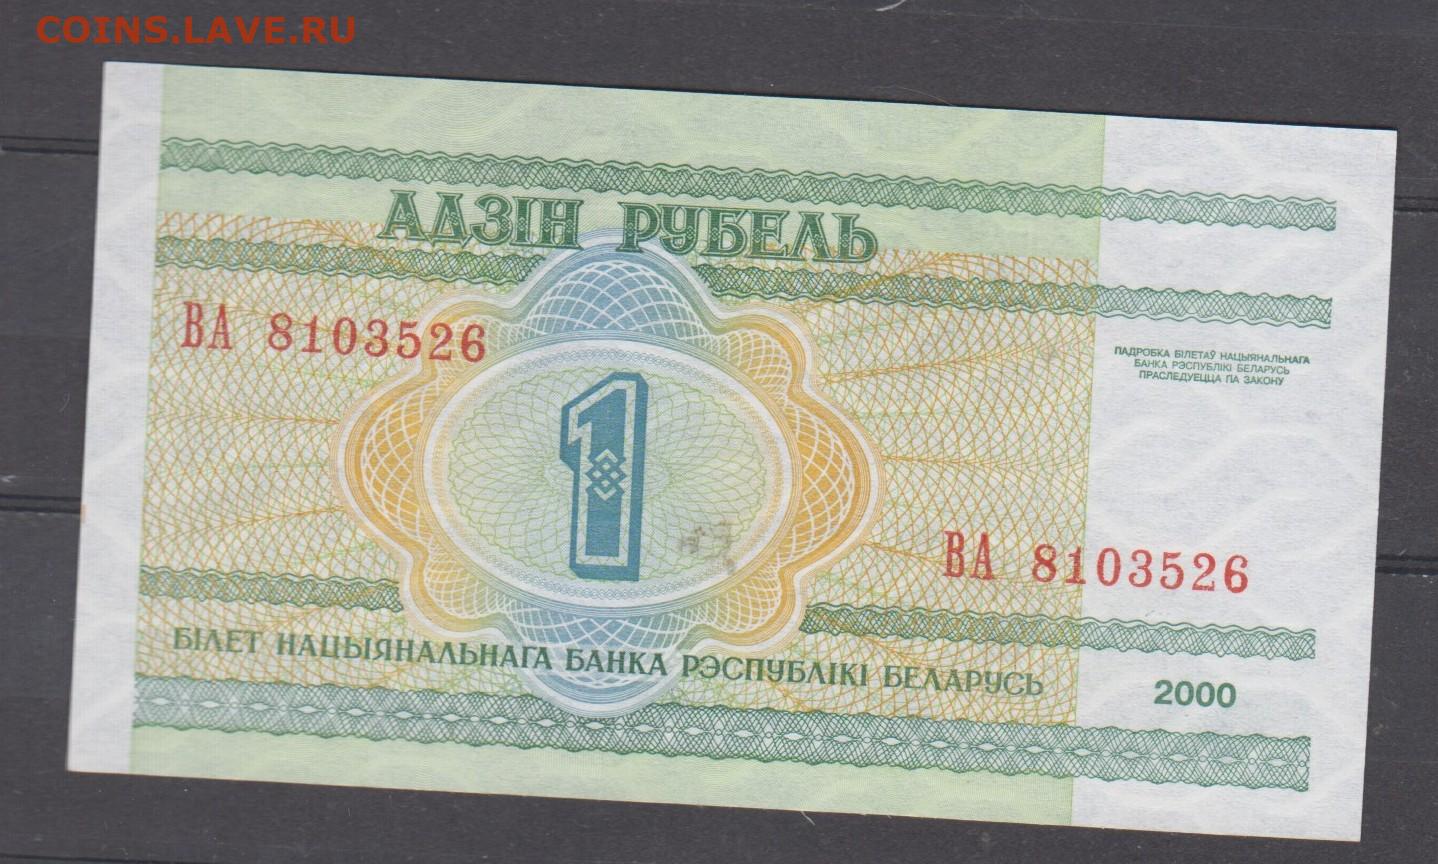 COINS.LAVE.RU
АДЗІН РУБЕЛЬ
ВА 8103526
ПАДРОБКА БІЛЕТАЎ НАЦЫЯНАЛЬНАГА
БАНКА РЭСПУБЛІКІ БЕЛАРУСЬ
ПРАСЛЕДУЕЦЦА ПА ЗАКОНУ
1
ВА 8103526
БІЛЕТ НАЦЫЯНАЛЬНАГА БАНКА РЭСПУБЛІКІ БЕЛАРУСЬ
2000